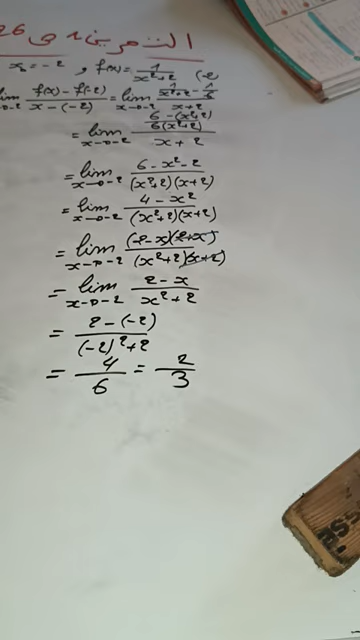 التمرين 1 ص 26
x₀ = -2 , f(x) = 1/(x²+2) (-2)
lim x→-2 (f(x) - f(-2))/(x - (-2)) = lim x→-2 (1/(x²+2) - 1/6)/(x+2)
= lim x→-2 ((6 - (x²+2))/(6(x²+2)))/(x + 2)
= lim x→-2 (6 - x² - 2)/((x²+2)(x+2))
= lim x→-2 (4 - x²)/((x²+2)(x+2))
= lim x→-2 ((2-x)(2+x))/((x²+2)(x+2))
= lim x→-2 (2 - x)/(x² + 2)
= (2 - (-2))/((-2)² + 2)
= 4/6 = 2/3